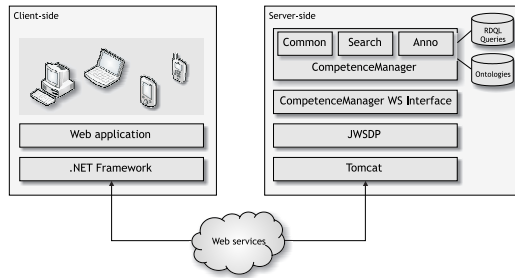 Client-side
Web application
.NET Framework
Server-side
Common
Search
Anno
CompetenceManager
RDQL
Queries
Ontologies
CompetenceManager WS Interface
JWSDP
Tomcat
Web services